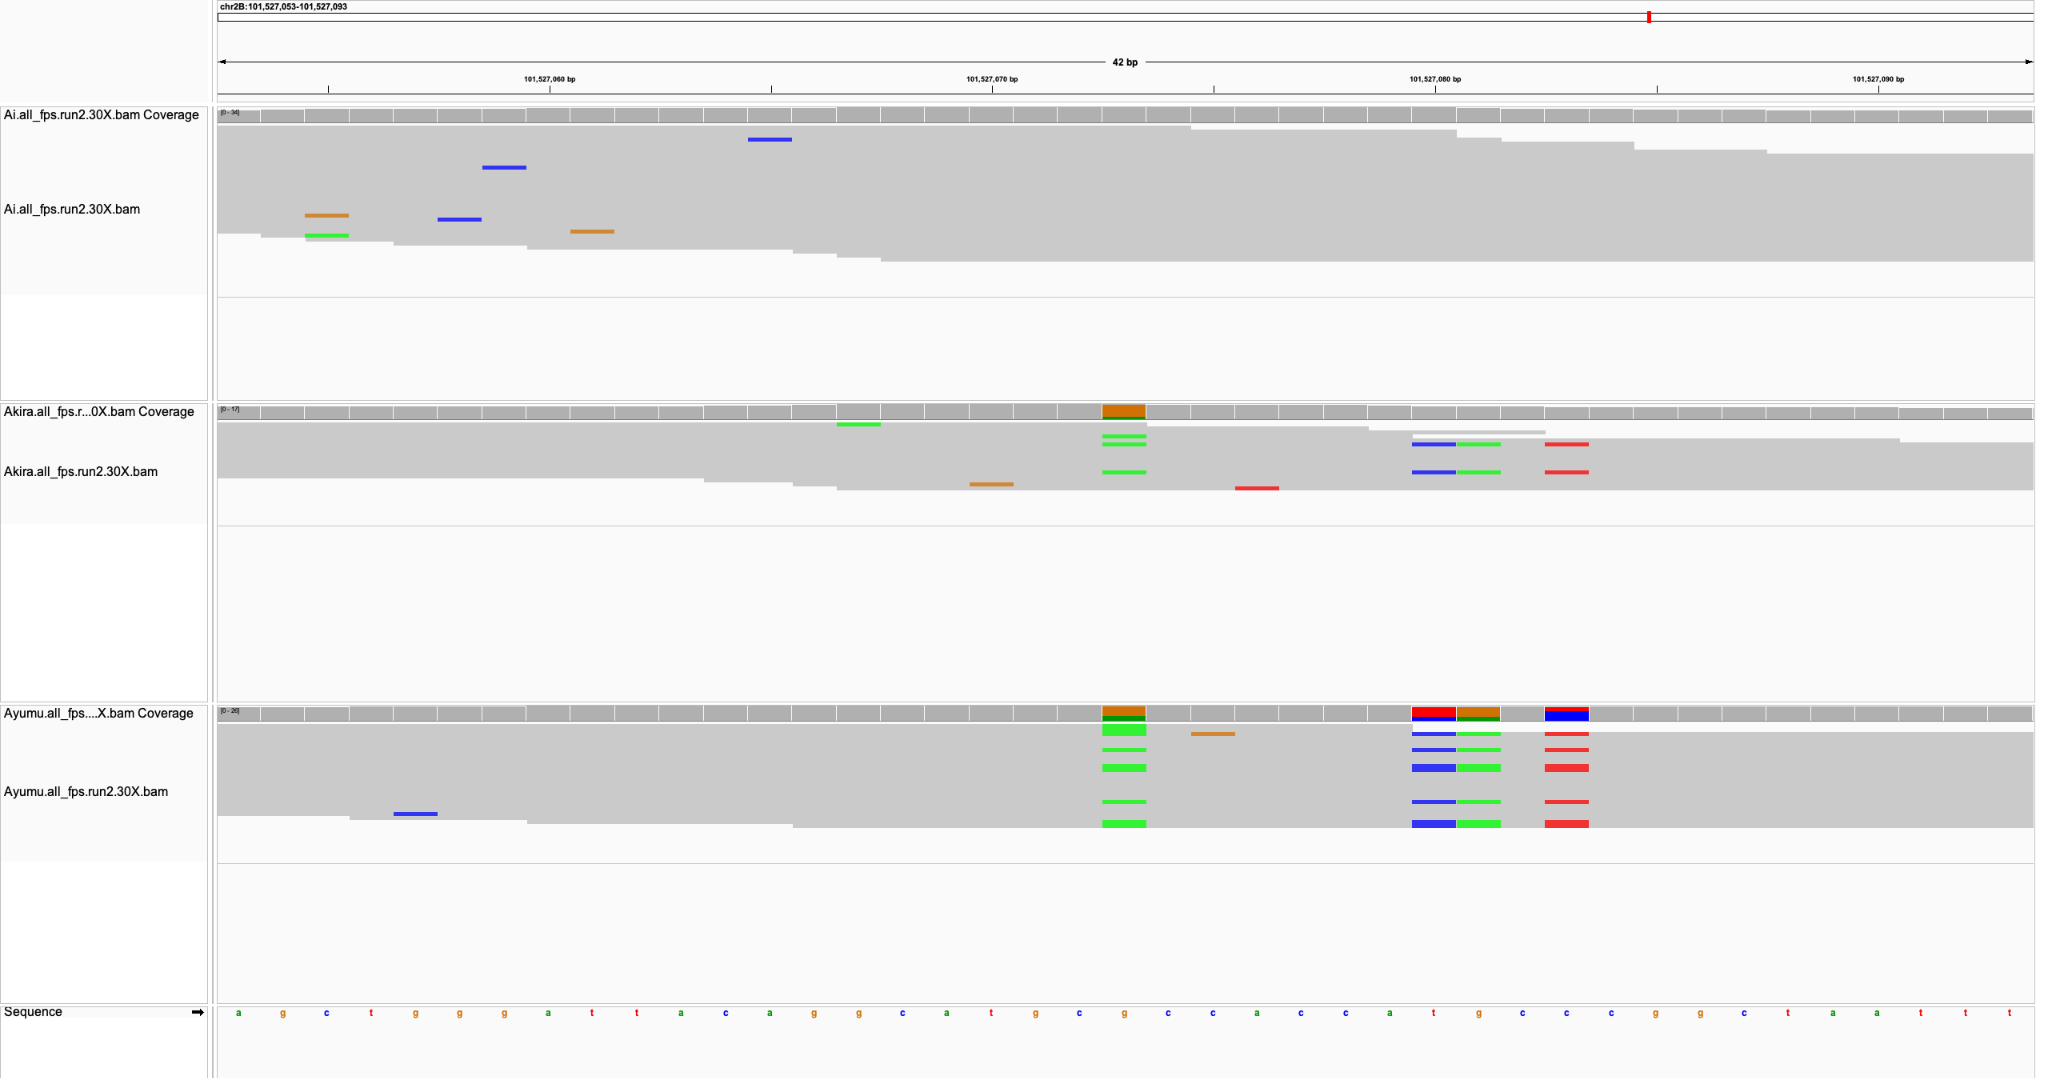 chr2B:101,527,053-101,527,093
42 bp
101,527,060 bp 101,527,070 bp 101,527,080 bp 101,527,090 bp
Ai.all_fps.run2.30X.bam Coverage
[0 - 34]
Ai.all_fps.run2.30X.bam
Akira.all_fps.r...0X.bam Coverage
[0 - 17]
Akira.all_fps.run2.30X.bam
Ayumu.all_fps....X.bam Coverage
[0 - 26]
Ayumu.all_fps.run2.30X.bam
Sequence a g c t g g g a t t a c a g g c a t g c g c c a c c a t g c c c g g c t a a t t t